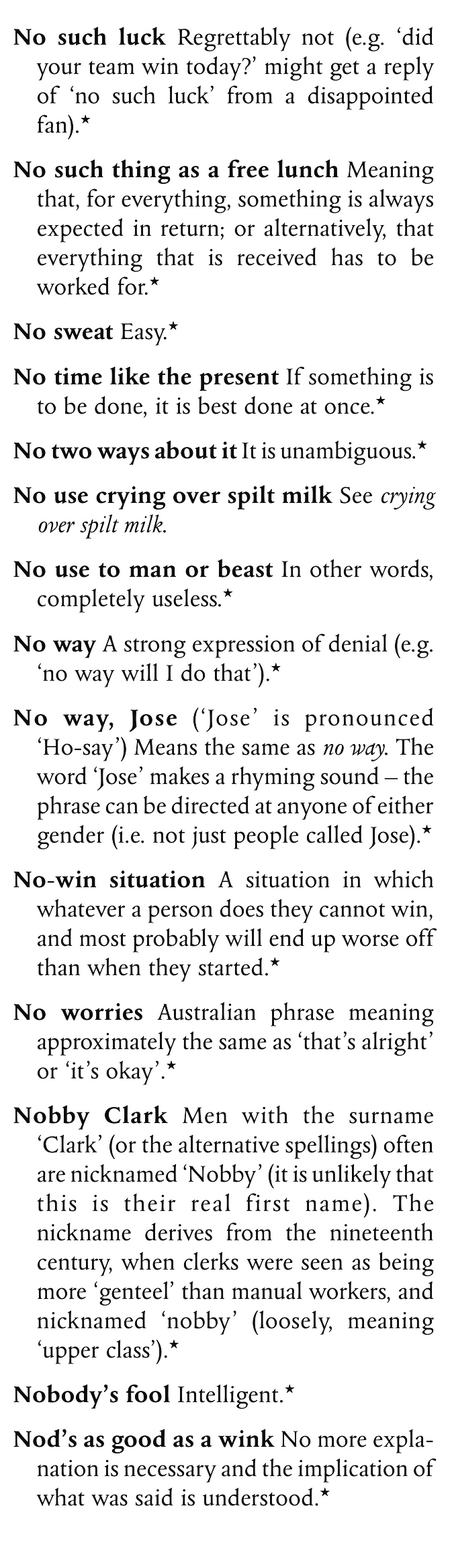 No such luck Regrettably not (e.g. ‘did
your team win today?’ might get a reply
of ‘no such luck’ from a disappointed
fan).★
No such thing as a free lunch Meaning
that, for everything, something is always
expected in return; or alternatively, that
everything that is received has to be
worked for.★
No sweat Easy.★
No time like the present If something is
to be done, it is best done at once.★
No two ways about it It is unambiguous.★
No use crying over spilt milk See crying
over spilt milk.
No use to man or beast In other words,
completely useless.★
No way A strong expression of denial (e.g.
‘no way will I do that’).★
No way, Jose (‘Jose’ is pronounced
‘Ho-say’) Means the same as no way. The
word ‘Jose’ makes a rhyming sound – the
phrase can be directed at anyone of either
gender (i.e. not just people called Jose).★
No-win situation A situation in which
whatever a person does they cannot win,
and most probably will end up worse off
than when they started.★
No worries Australian phrase meaning
approximately the same as ‘that’s alright’
or ‘it’s okay’.★
Nobby Clark Men with the surname
‘Clark’ (or the alternative spellings) often
are nicknamed ‘Nobby’ (it is unlikely that
this is their real first name). The
nickname derives from the nineteenth
century, when clerks were seen as being
more ‘genteel’ than manual workers, and
nicknamed ‘nobby’ (loosely, meaning
‘upper class’).★
Nobody’s fool Intelligent.★
Nod’s as good as a wink No more expla-
nation is necessary and the implication of
what was said is understood.★